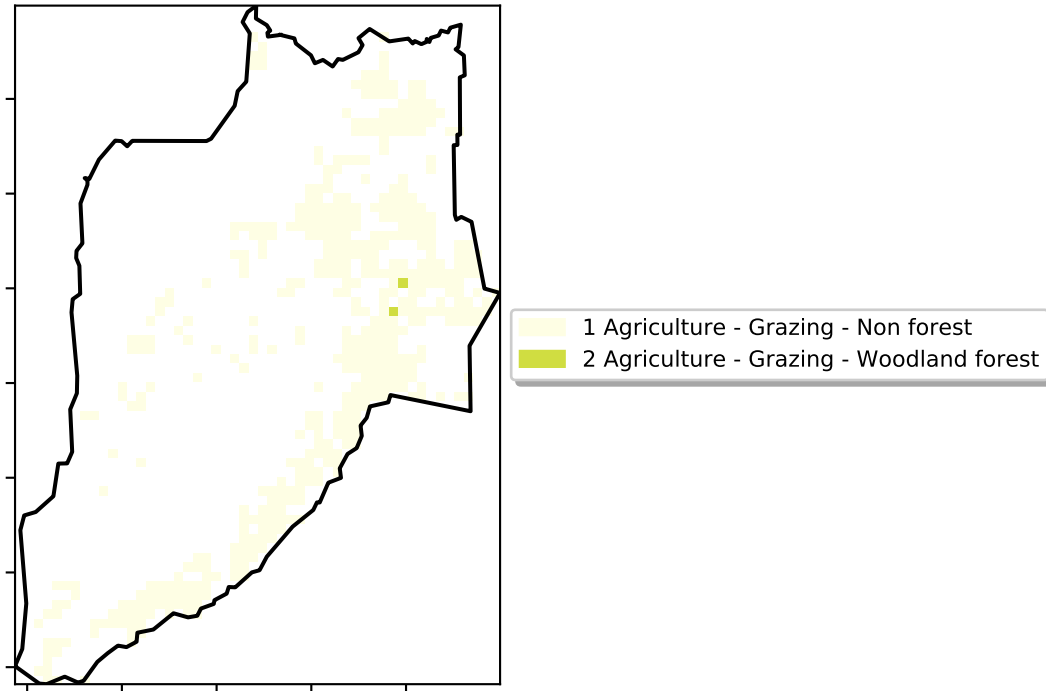 1 Agriculture - Grazing - Non forest
2 Agriculture - Grazing - Woodland forest